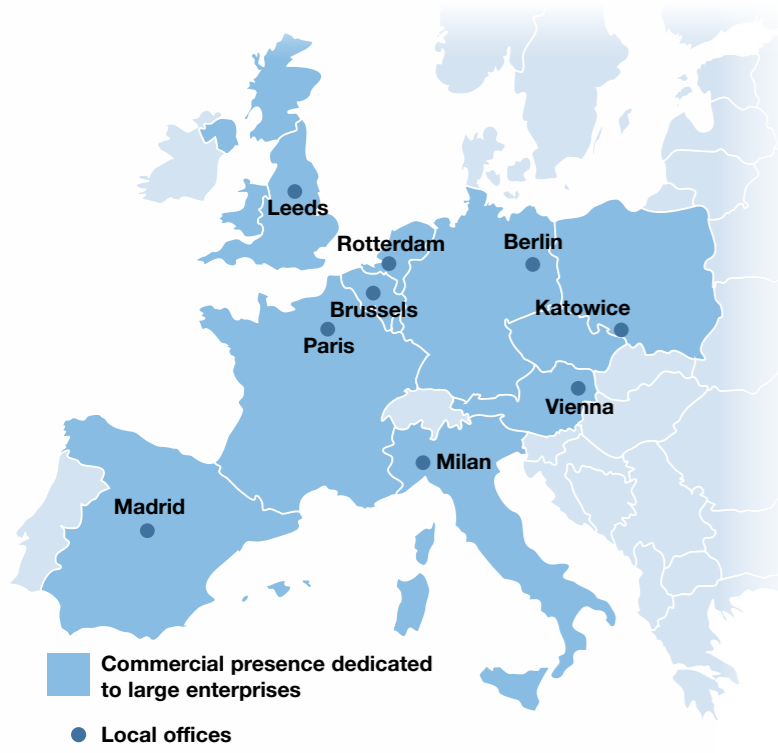 Leeds
Rotterdam
Berlin
Brussels
Katowice
Paris
Vienna
Milan
Madrid
Commercial presence dedicated
to large enterprises
Local offices